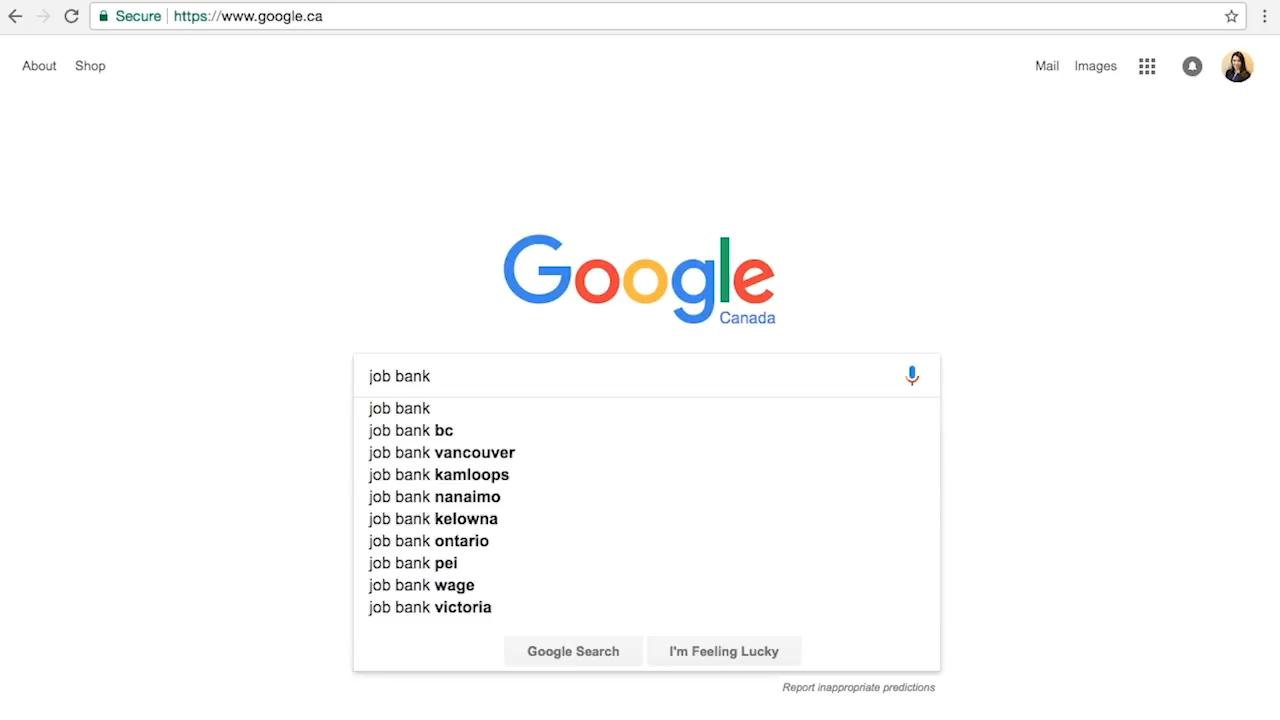 Secure https://www.google.ca
About Shop Mail Images
Google
Canada
job bank
job bank
job bank bc
job bank vancouver
job bank kamloops
job bank nanaimo
job bank kelowna
job bank ontario
job bank pei
job bank wage
job bank victoria
Google Search I'm Feeling Lucky
Report inappropriate predictions